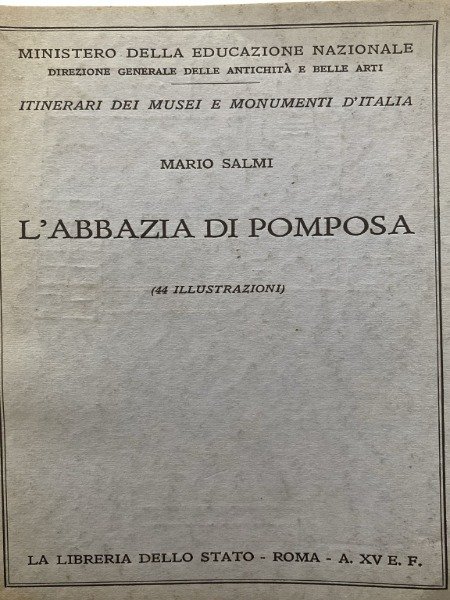 MINISTERO DELLA EDUCAZIONE NAZIONALE
DIREZIONE GENERALE DELLE ANTICHITÀ E BELLE ARTI
ITINERARI DEI MUSEI E MONUMENTI D'ITALIA
MARIO SALMI
L'ABBAZIA DI POMPOSA
(44 ILLUSTRAZIONI)
LA LIBRERIA DELLO STATO - ROMA - A. XV E. F.